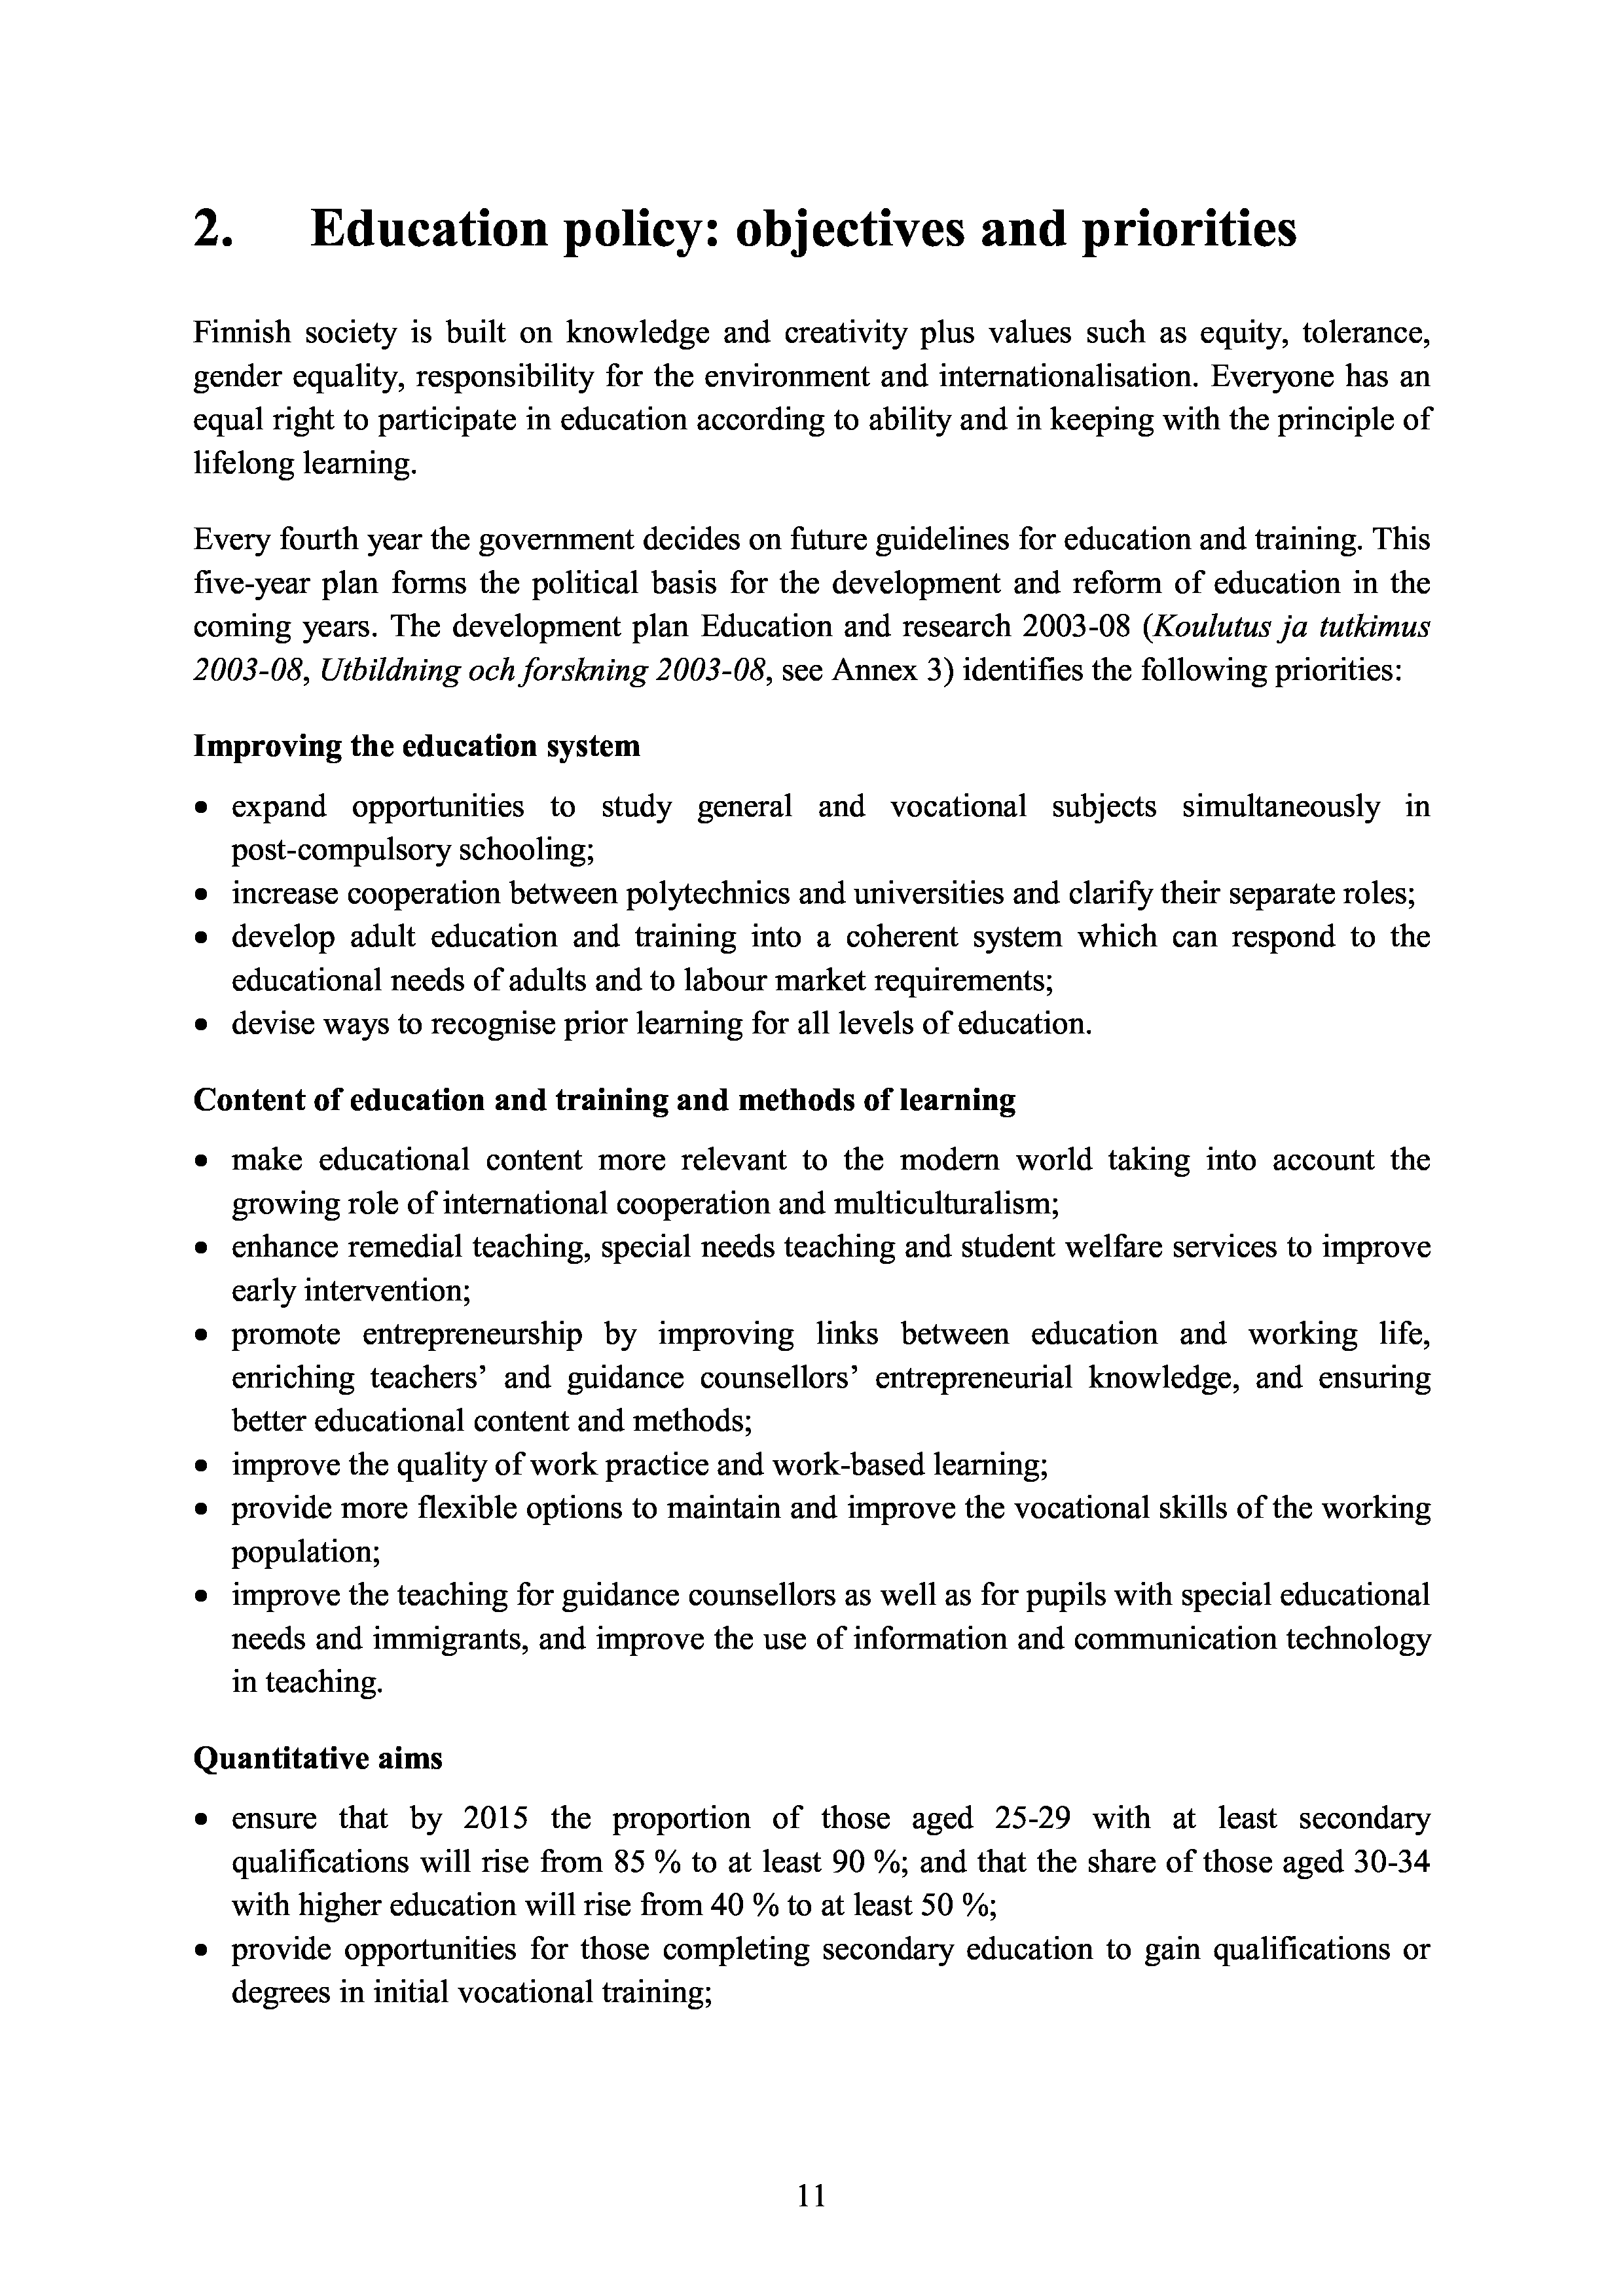 2. Education policy: objectives and priorities
Finnish society is built on knowledge and creativity plus values such as equity, tolerance,
gender equality, responsibility for the environment and internationalisation. Everyone has an
equal right to participate in education according to ability and in keeping with the principle of
lifelong learning.
Every fourth year the government decides on future guidelines for education and training. This
five-year plan forms the political basis for the development and reform of education in the
coming years. The development plan Education and research 2003-08 (Koulutus ja tutkimus
2003-08, Utbildning och forskning 2003-08, see Annex 3) identifies the following priorities:
Improving the education system
• expand opportunities to study general and vocational subjects simultaneously in
post-compulsory schooling;
• increase cooperation between polytechnics and universities and clarify their separate roles;
• develop adult education and training into a coherent system which can respond to the
educational needs of adults and to labour market requirements;
• devise ways to recognise prior learning for all levels of education.
Content of education and training and methods of learning
• make educational content more relevant to the modern world taking into account the
growing role of international cooperation and multiculturalism;
• enhance remedial teaching, special needs teaching and student welfare services to improve
early intervention;
• promote entrepreneurship by improving links between education and working life,
enriching teachers’ and guidance counsellors’ entrepreneurial knowledge, and ensuring
better educational content and methods;
• improve the quality of work practice and work-based learning;
• provide more flexible options to maintain and improve the vocational skills of the working
population;
• improve the teaching for guidance counsellors as well as for pupils with special educational
needs and immigrants, and improve the use of information and communication technology
in teaching.
Quantitative aims
• ensure that by 2015 the proportion of those aged 25-29 with at least secondary
qualifications will rise from 85 % to at least 90 %; and that the share of those aged 30-34
with higher education will rise from 40 % to at least 50 %;
• provide opportunities for those completing secondary education to gain qualifications or
degrees in initial vocational training;
11